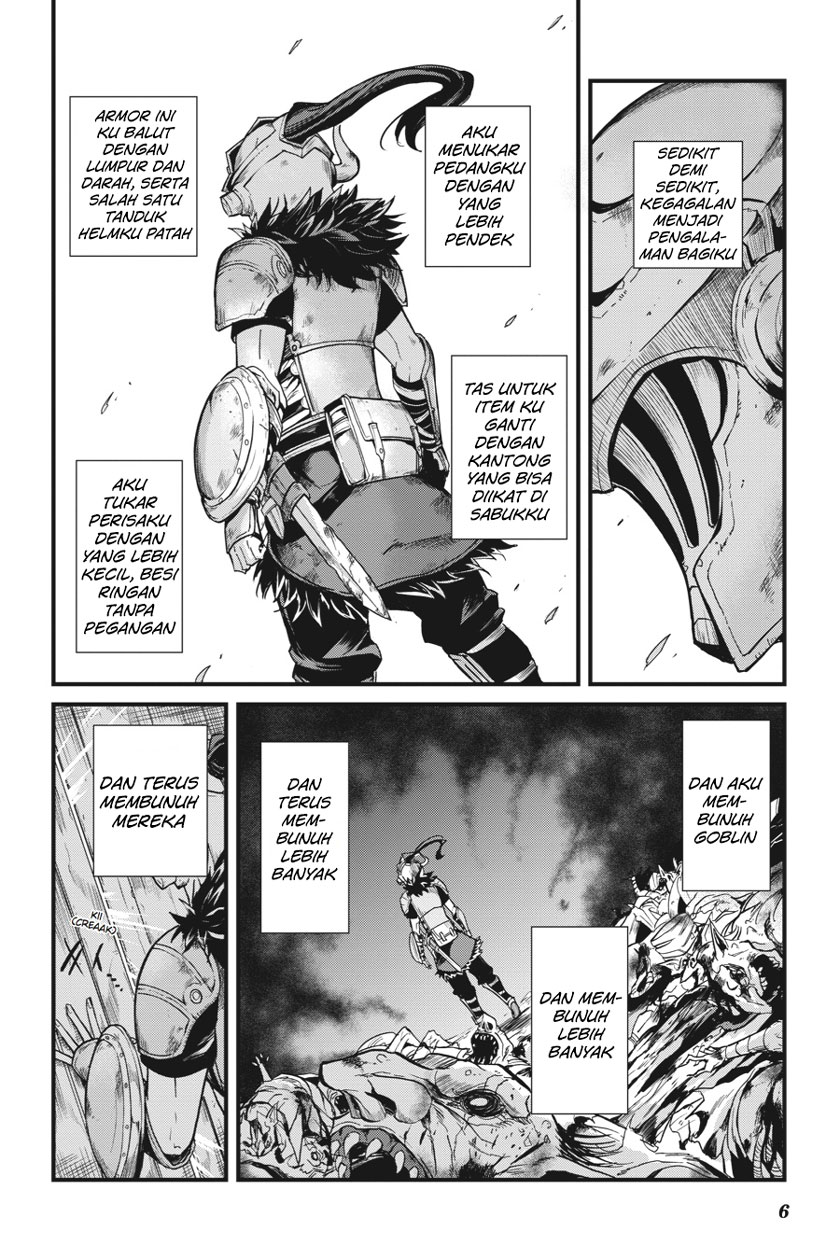 SEDIKIT
DEMI
SEDIKIT,
KEGAGALAN
MENJADI
PENGALA-
MAN BAGIKU
AKU
MENUKAR
PEDANGKU
DENGAN
YANG
LEBIH
PENDEK
ARMOR INI
KU BALUT
DENGAN
LUMPUR DAN
DARAH, SERTA
SALAH SATU
TANDUK
HELMKU PATAH
TAS UNTUK
ITEM KU
GANTI
DENGAN
KANTONG
YANG BISA
DIIKAT DI
SABUKKU
AKU
TUKAR
PERISAKU
DENGAN
YANG LEBIH
KECIL, BESI
RINGAN
TANPA
PEGANGAN
DAN AKU
MEM-
BUNUH
GOBLIN
DAN MEM-
BUNUH
LEBIH
BANYAK
DAN
TERUS
MEM-
BUNUH
LEBIH
BANYAK
DAN TERUS
MEMBUNUH
MEREKA
KII
(CREAAK)
キィ
6